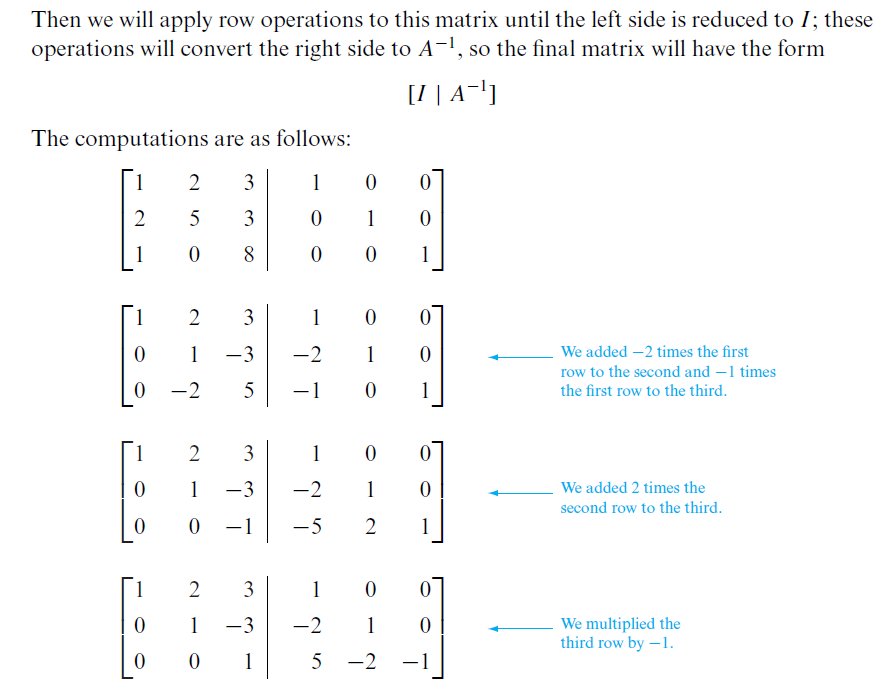 Then we will apply row operations to this matrix until the left side is reduced to I; these
operations will convert the right side to A⁻¹, so the final matrix will have the form
[I | A⁻¹]
The computations are as follows:
1 2 3 | 1 0 0
2 5 3 | 0 1 0
1 0 8 | 0 0 1
1 2 3 | 1 0 0
0 1 −3 | −2 1 0
0 −2 5 | −1 0 1
We added −2 times the first
row to the second and −1 times
the first row to the third.
1 2 3 | 1 0 0
0 1 −3 | −2 1 0
0 0 −1 | −5 2 1
We added 2 times the
second row to the third.
1 2 3 | 1 0 0
0 1 −3 | −2 1 0
0 0 1 | 5 −2 −1
We multiplied the
third row by −1.